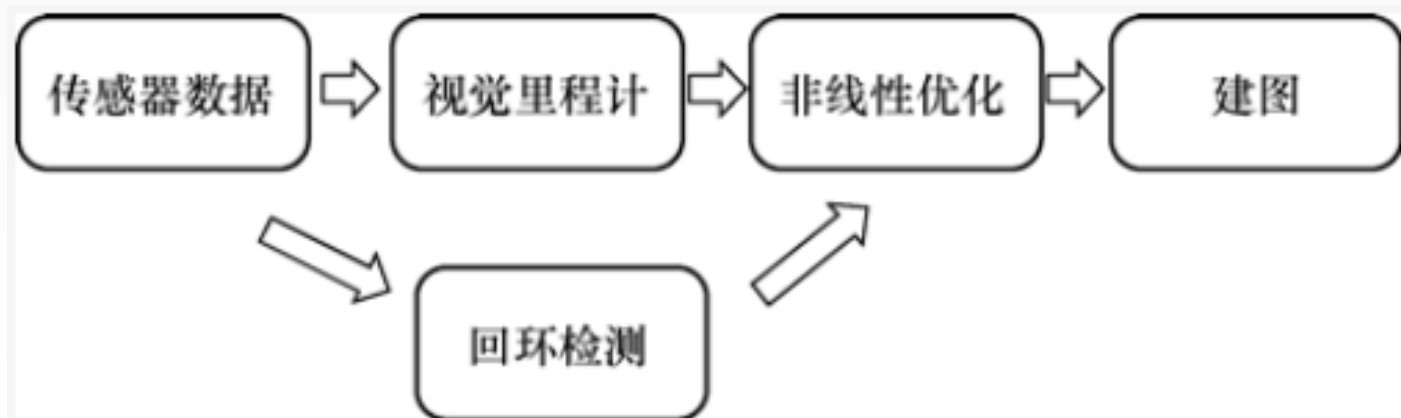 传感器数据
视觉里程计
非线性优化
建图
回环检测